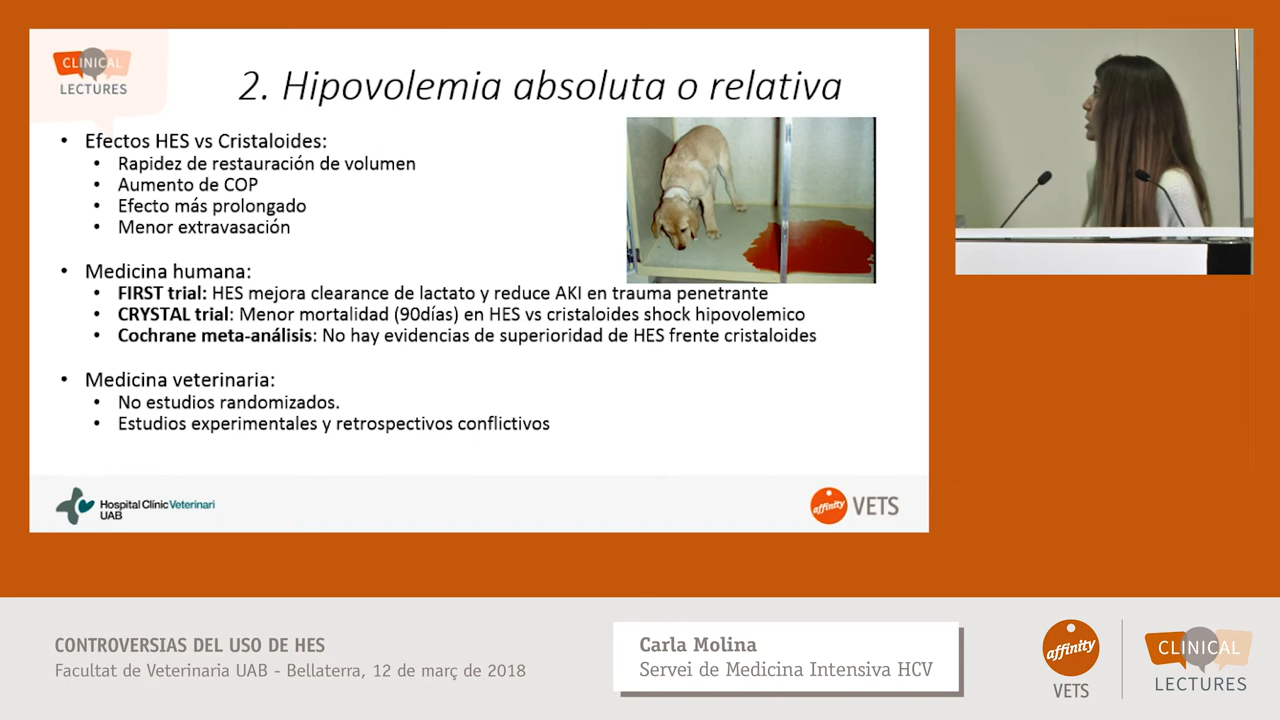 CLINICAL
LECTURES
2. Hipovolemia absoluta o relativa
• Efectos HES vs Cristaloides:
• Rapidez de restauración de volumen
• Aumento de COP
• Efecto más prolongado
• Menor extravasación
• Medicina humana:
• FIRST trial: HES mejora clearance de lactato y reduce AKI en trauma penetrante
• CRYSTAL trial: Menor mortalidad (90días) en HES vs cristaloides shock hipovolemico
• Cochrane meta-análisis: No hay evidencias de superioridad de HES frente cristaloides
• Medicina veterinaria:
• No estudios randomizados.
• Estudios experimentales y retrospectivos conflictivos
Hospital Clínic Veterinari
UAB
affinity VETS
CONTROVERSIAS DEL USO DE HES
Facultat de Veterinaria UAB - Bellaterra, 12 de març de 2018
Carla Molina
Servei de Medicina Intensiva HCV
affinity
VETS
CLINICAL
LECTURES